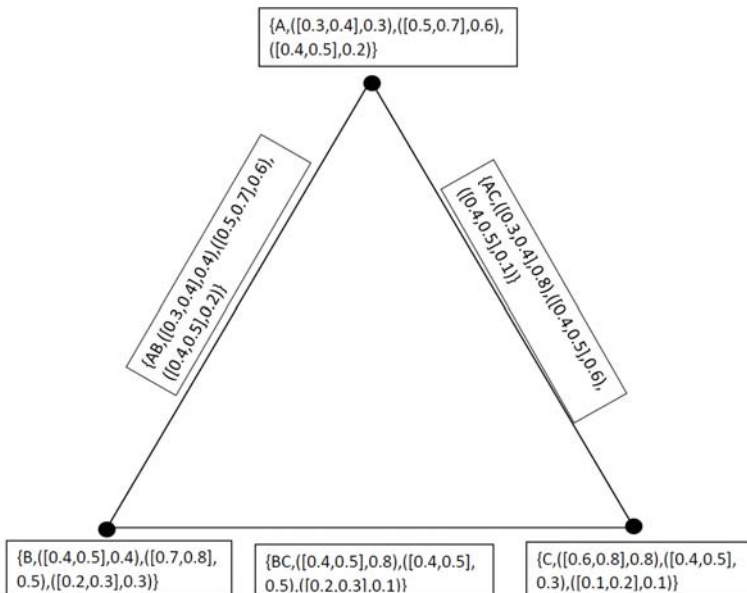 {A,([0.3,0.4],0.3),([0.5,0.7],0.6),
([0.4,0.5],0.2)}
{AB,([0.3,0.4],0.4),([0.5,0.7],0.6),
([0.4,0.5],0.2)}
{AC,([0.3,0.4],0.8),([0.4,0.5],0.6),
([0.4,0.5],0.1)}
{B,([0.4,0.5],0.4),([0.7,0.8],
0.5),([0.2,0.3],0.3)}
{BC,([0.4,0.5],0.8),([0.4,0.5],
0.5),([0.2,0.3],0.1)}
{C,([0.6,0.8],0.8),([0.4,0.5],
0.3),([0.1,0.2],0.1)}